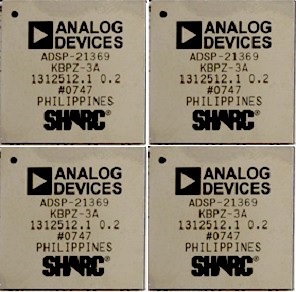 ANALOG
DEVICES
ADSP-21369
KBPZ-3A
1312512.1 0.2
#0747
PHILIPPINES
SHARC
ANALOG
DEVICES
ADSP-21369
KBPZ-3A
1312512.1 0.2
#0747
PHILIPPINES
SHARC
ANALOG
DEVICES
ADSP-21369
KBPZ-3A
1312512.1 0.2
#0747
PHILIPPINES
SHARC
ANALOG
DEVICES
ADSP-21369
KBPZ-3A
1312512.1 0.2
#0747
PHILIPPINES
SHARC